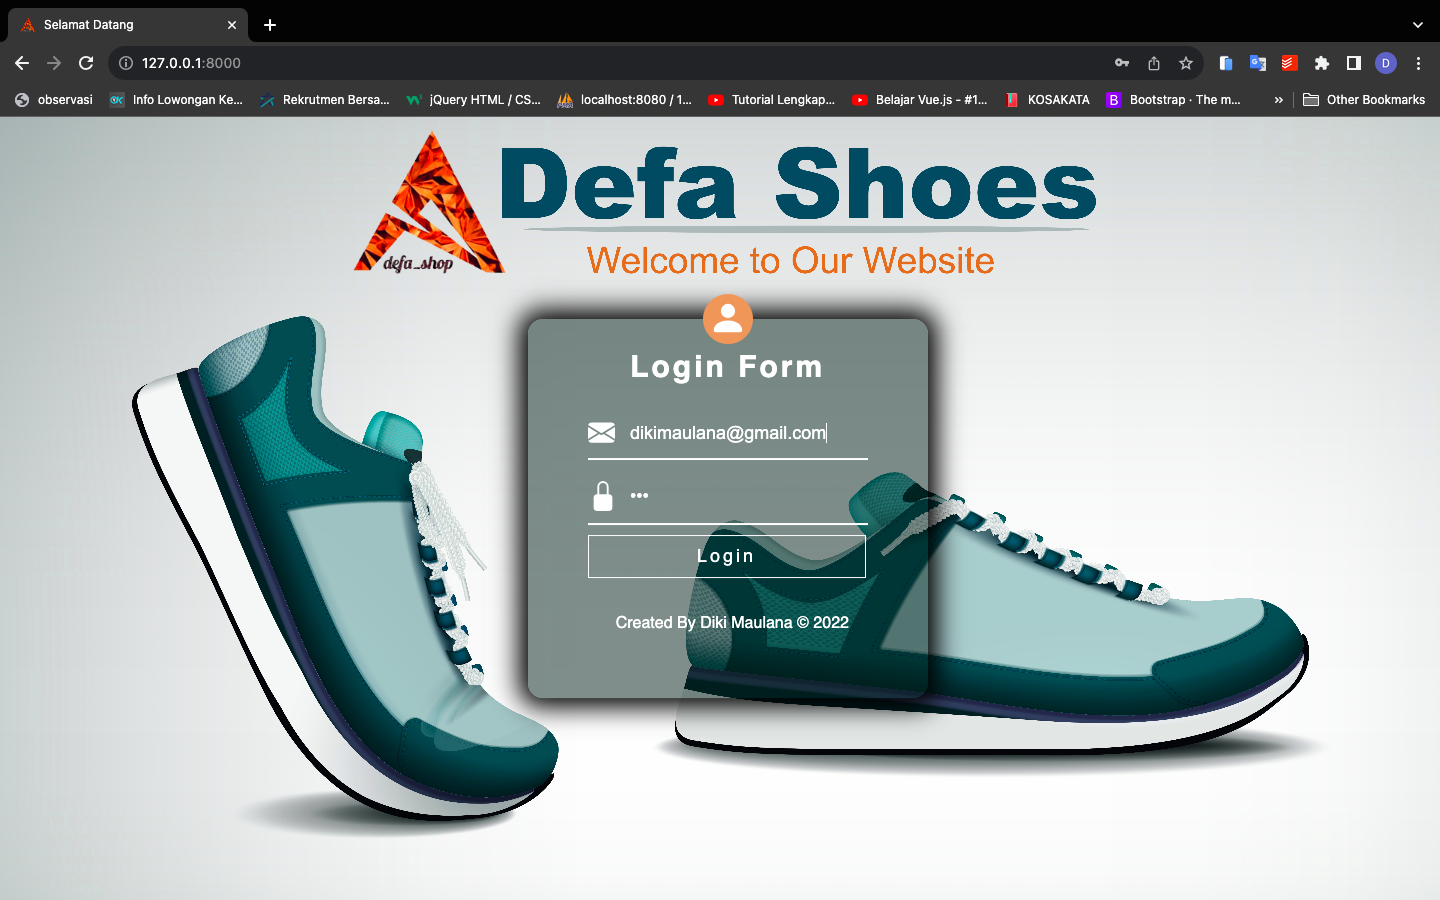 Selamat Datang
127.0.0.1:8000
D
observasi
Info Lowongan Ke...
Rekrutmen Bersa...
jQuery HTML / CS...
localhost:8080 / 1...
Tutorial Lengkap...
Belajar Vue.js - #1...
KOSAKATA
B
Bootstrap · The m...
»
Other Bookmarks
defa_shop
Defa Shoes
Welcome to Our Website
Login Form
dikimaulana@gmail.com
•••
Login
Created By Diki Maulana © 2022